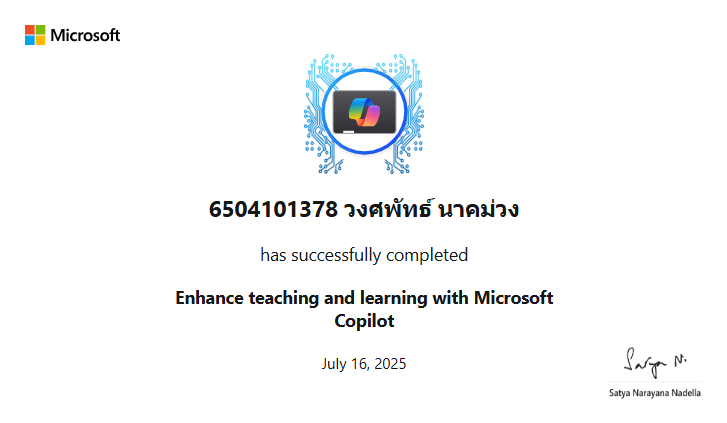 Microsoft
6504101378 วงศพัทธ์ นาคม่วง
has successfully completed
Enhance teaching and learning with Microsoft
Copilot
July 16, 2025
Satya N.
Satya Narayana Nadella